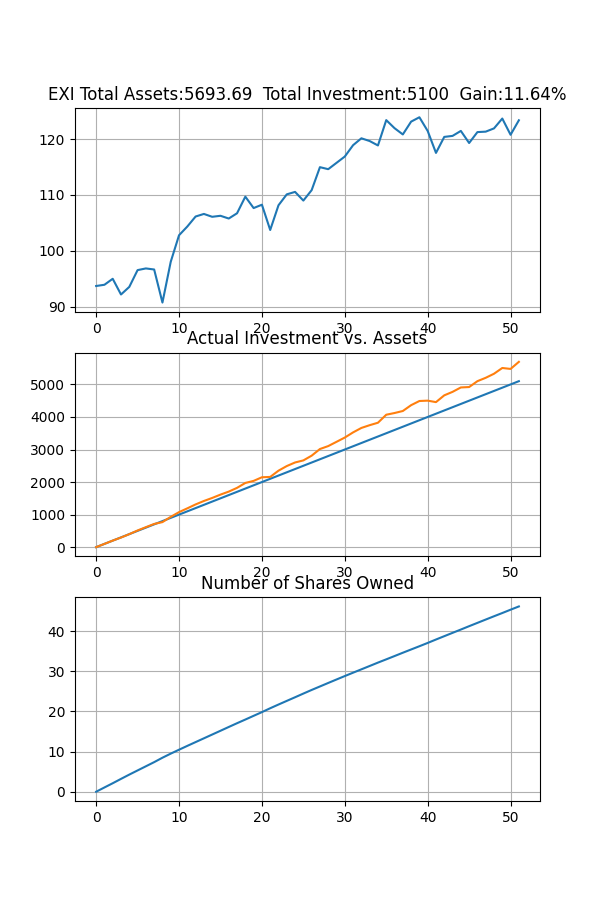 EXI Total Assets:5693.69  Total Investment:5100  Gain:11.64%
120
110
100
90
0 10 20 30 40 50
Actual Investment vs. Assets
5000
4000
3000
2000
1000
0
0 10 20 30 40 50
Number of Shares Owned
40
30
20
10
0
0 10 20 30 40 50